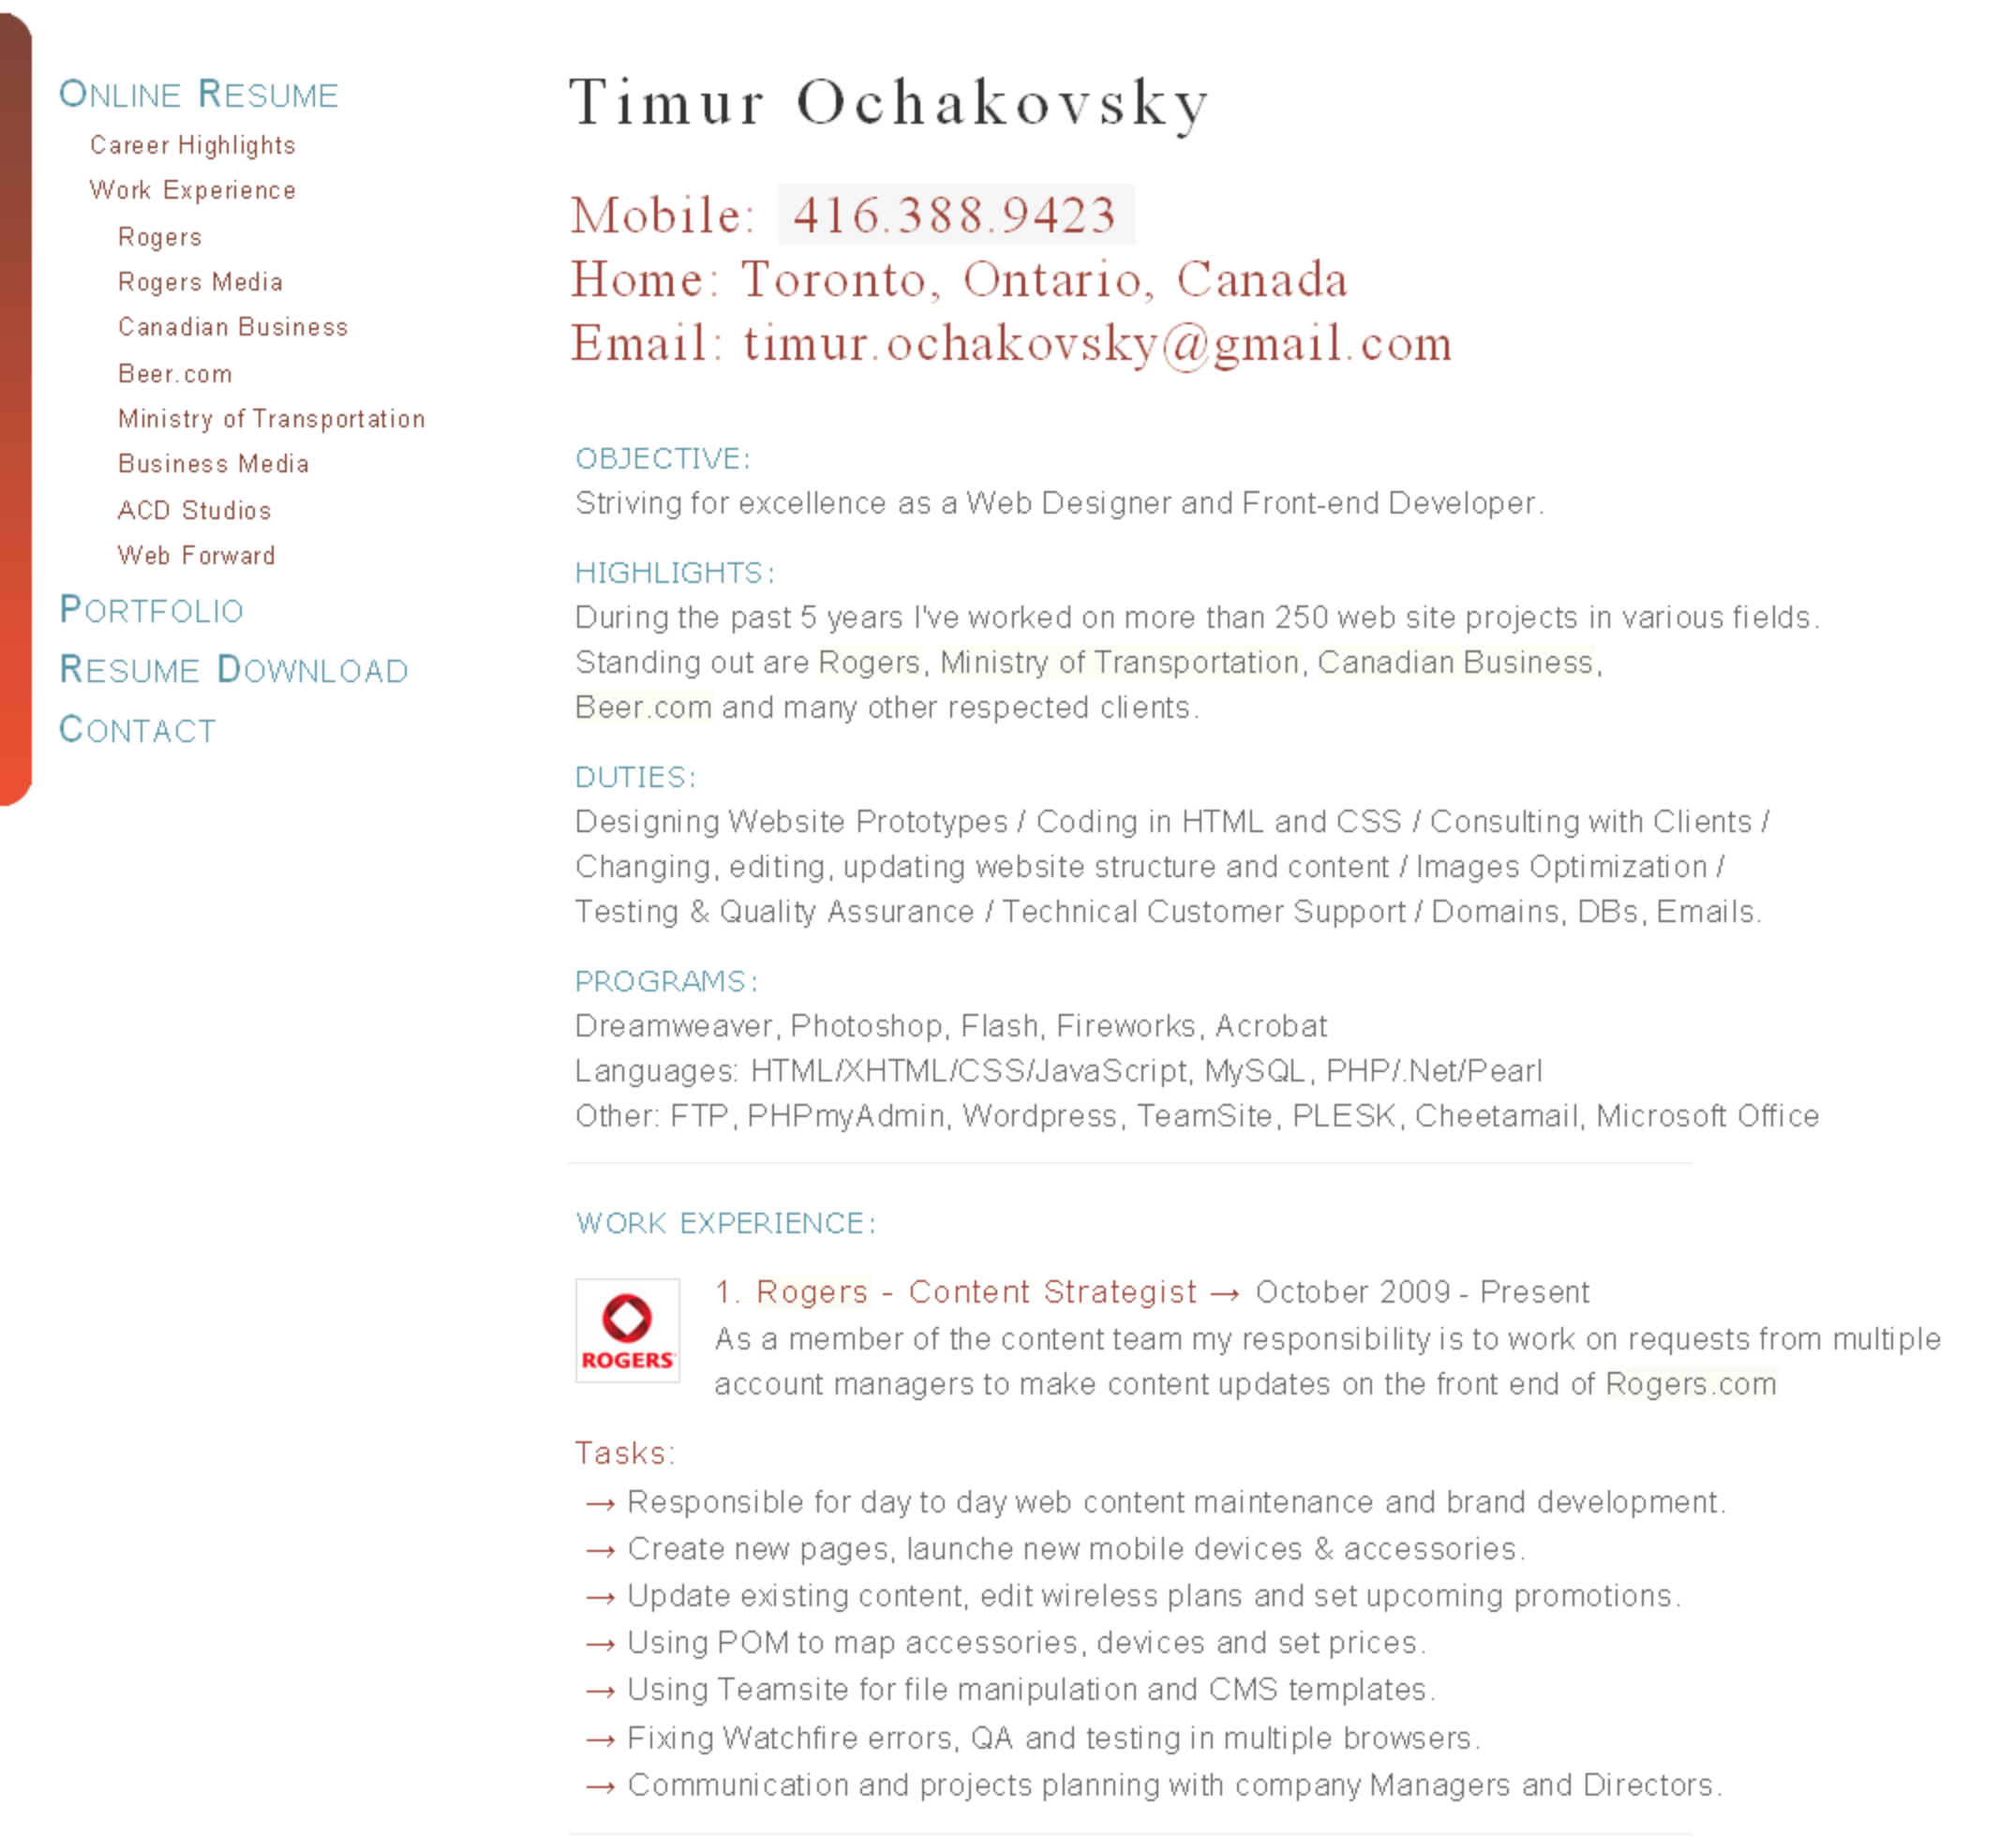 Online Resume
Career Highlights
Work Experience
Rogers
Rogers Media
Canadian Business
Beer.com
Ministry of Transportation
Business Media
ACD Studios
Web Forward
Portfolio
Resume Download
Contact
Timur Ochakovsky
Mobile: 416.388.9423
Home: Toronto, Ontario, Canada
Email: timur.ochakovsky@gmail.com
OBJECTIVE:
Striving for excellence as a Web Designer and Front-end Developer.
HIGHLIGHTS:
During the past 5 years I've worked on more than 250 web site projects in various fields.
Standing out are Rogers, Ministry of Transportation, Canadian Business,
Beer.com and many other respected clients.
DUTIES:
Designing Website Prototypes / Coding in HTML and CSS / Consulting with Clients /
Changing, editing, updating website structure and content / Images Optimization /
Testing & Quality Assurance / Technical Customer Support / Domains, DBs, Emails.
PROGRAMS:
Dreamweaver, Photoshop, Flash, Fireworks, Acrobat
Languages: HTML/XHTML/CSS/JavaScript, MySQL, PHP/.Net/Pearl
Other: FTP, PHPmyAdmin, Wordpress, TeamSite, PLESK, Cheetamail, Microsoft Office
WORK EXPERIENCE:
ROGERS
1. Rogers - Content Strategist → October 2009 - Present
As a member of the content team my responsibility is to work on requests from multiple
account managers to make content updates on the front end of Rogers.com
Tasks:
→ Responsible for day to day web content maintenance and brand development.
→ Create new pages, launche new mobile devices & accessories.
→ Update existing content, edit wireless plans and set upcoming promotions.
→ Using POM to map accessories, devices and set prices.
→ Using Teamsite for file manipulation and CMS templates.
→ Fixing Watchfire errors, QA and testing in multiple browsers.
→ Communication and projects planning with company Managers and Directors.